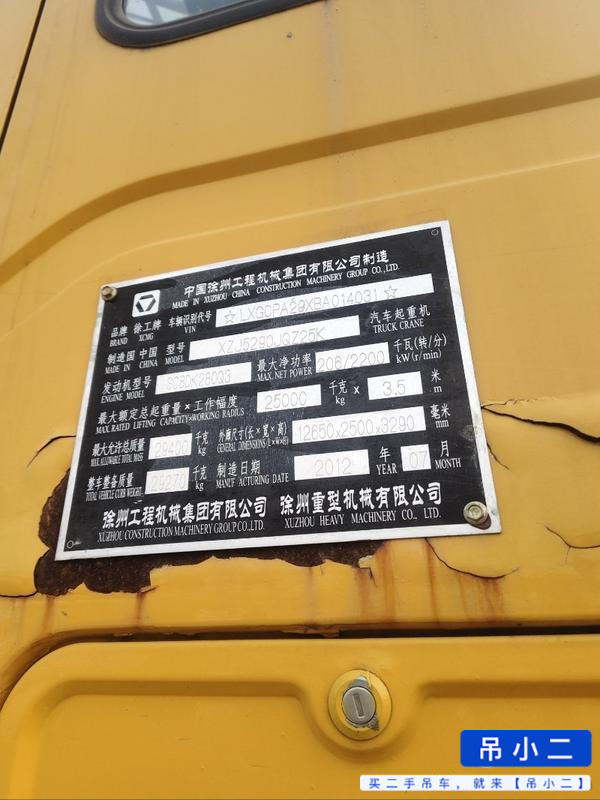 中国徐州工程机械集团有限公司制造
MADE IN XUZHOU CHINA CONSTRUCTION MACHINERY GROUP CO.,LTD.
品牌 徐工牌 车辆识别代号 ☆ LXGCPA29XBA014031 ☆
BRAND XCMG VIN
制造国 中国 型号 XZJ5290JQZ25K 汽车起重机
MADE IN CHINA MODEL TRUCK CRANE
发动机型号 SC8DK280Q3 最大净功率 206/2200 千瓦(转/分)
ENGINE MODEL MAX. NET POWER kW(r/min)
最大额定总起重量×工作幅度 25000 千克 × 3.5 米
MAX. RATED LIFTING CAPACITY×WORKING RADIUS kg m
最大允许总质量 29400 千克 外廓尺寸(长×宽×高) 12650×2500×3290 毫米
MAX. ALLOWABLE TOTAL MASS kg GENERAL DIMENSIONS (L×W×H) mm
整车整备质量 29270 千克 制造日期 2012 年 07 月
TOTAL VEHICLE CURB WEIGHT kg MANUFACTURING DATE YEAR MONTH
徐州工程机械集团有限公司 徐州重型机械有限公司
XUZHOU CONSTRUCTION MACHINERY GROUP CO.,LTD. XUZHOU HEAVY MACHINERY CO., LTD.
吊小二
买二手吊车，就来【吊小二】